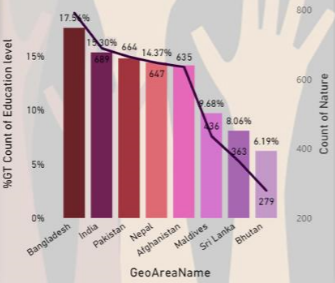 800
17.56%
15.30% 664 14.37% 635
15%
689
647
600
9.68%
10%
436
8.06%
400
363
6.19%
5%
279
0%
200
Bangladesh
India
Pakistan
Nepal
Afghanistan
Maldives
Sri Lanka
Bhutan
GeoAreaName
%GT Count of Education level
Count of Nature